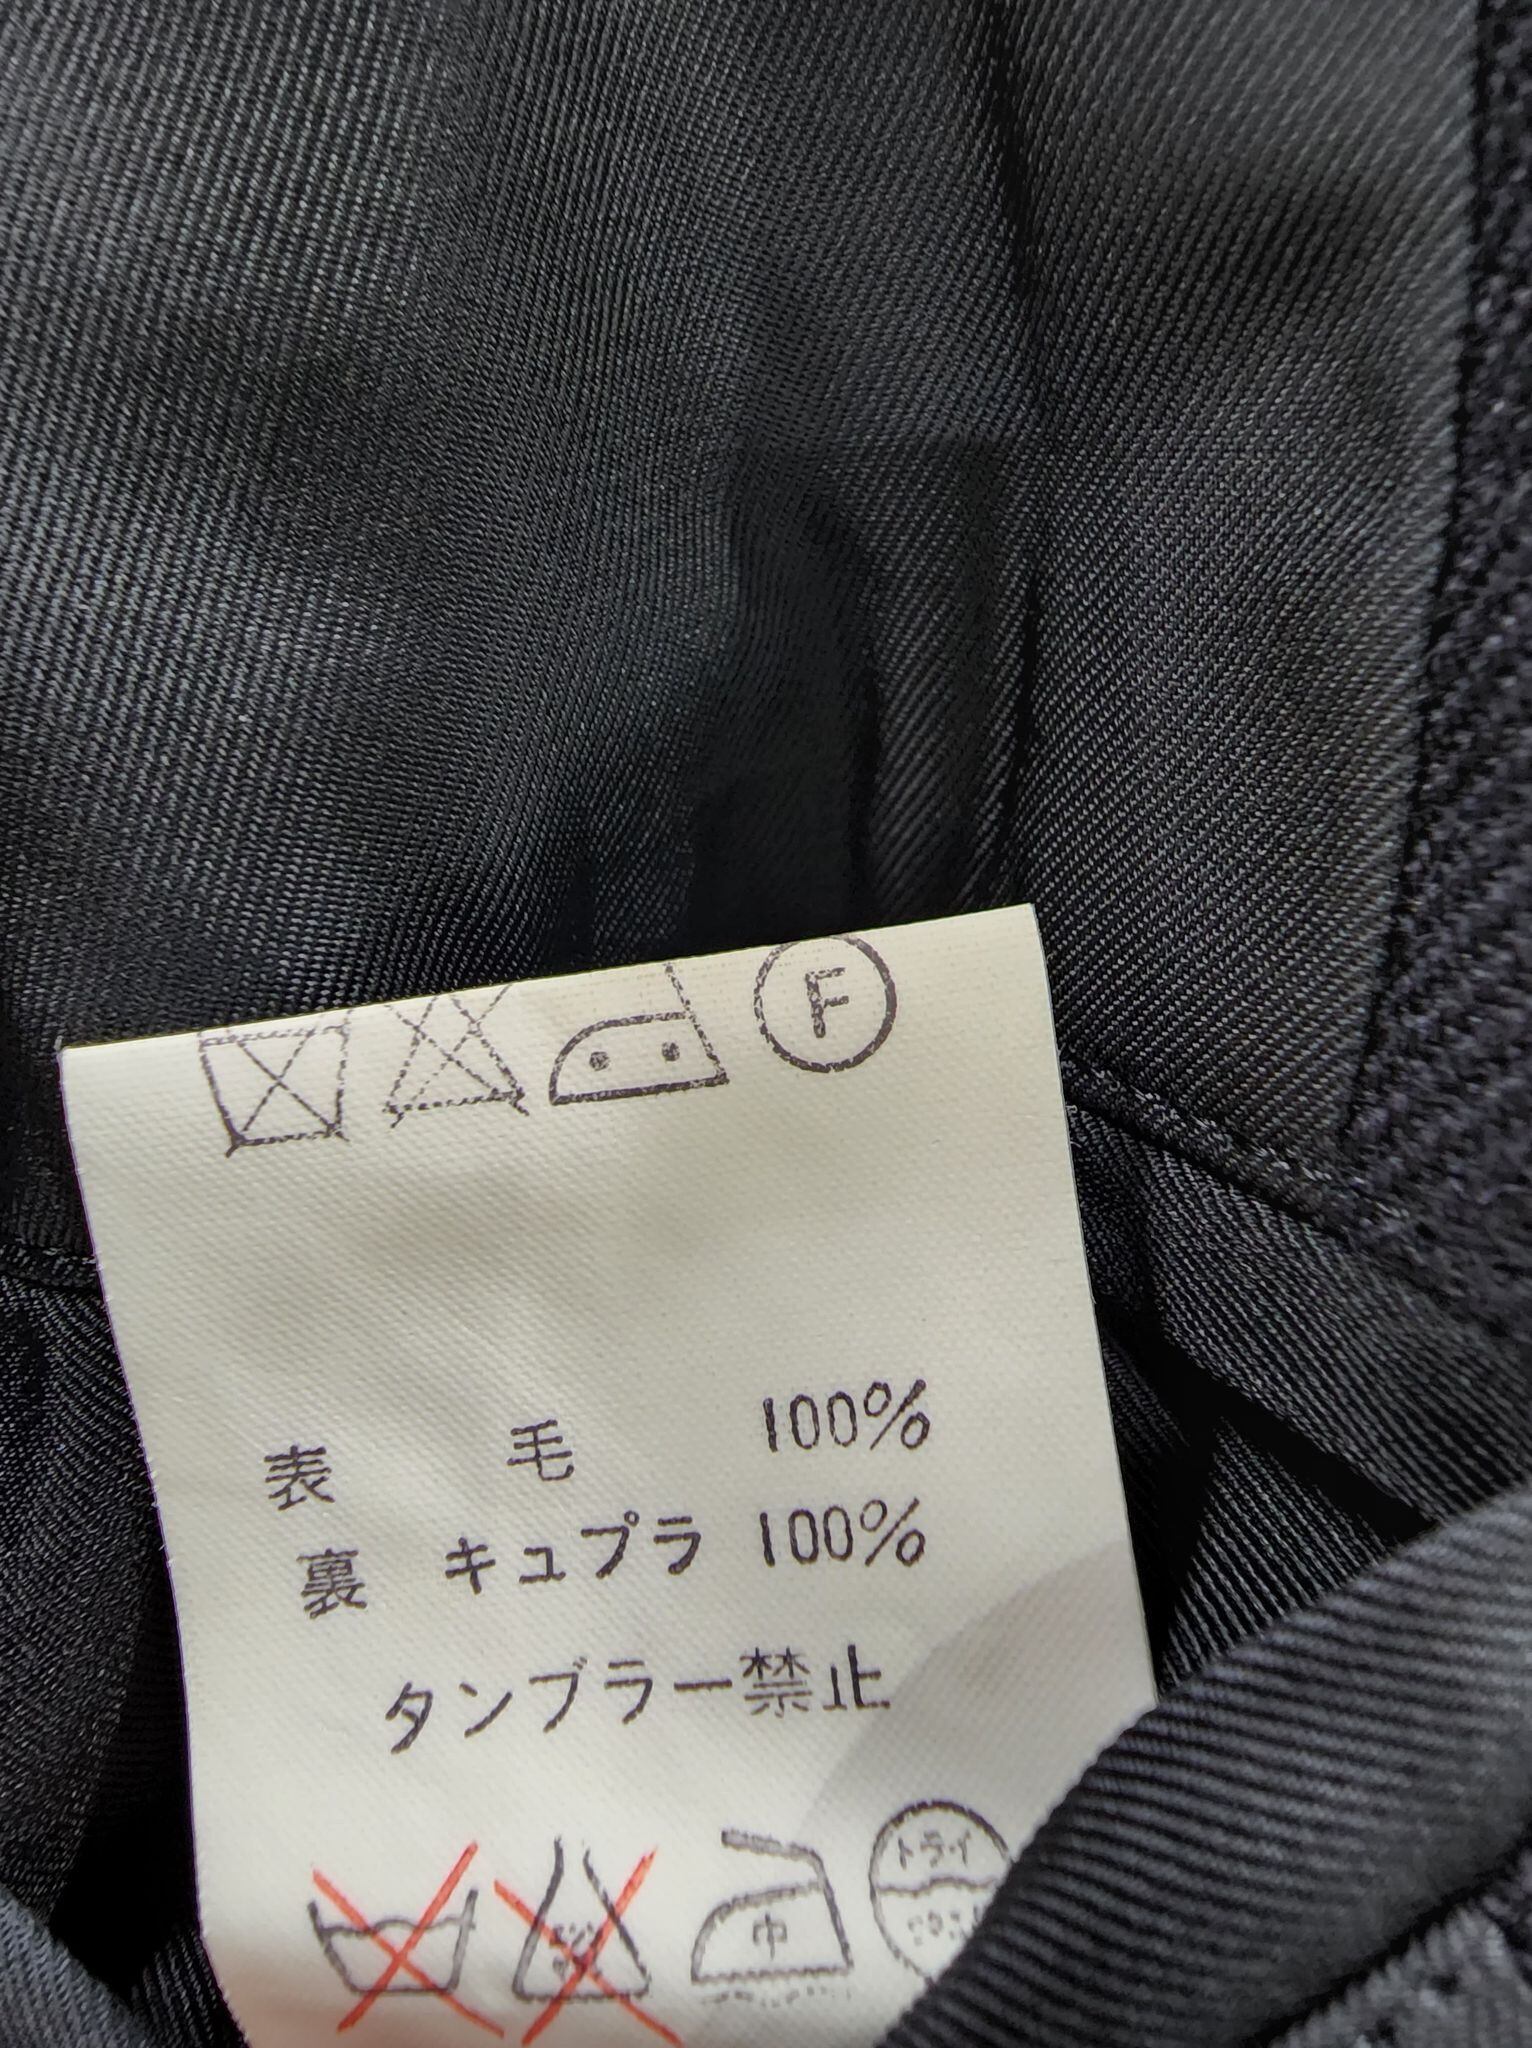 F
表 毛 100%
裏 キュプラ 100%
タンブラー禁止
中 ドライ